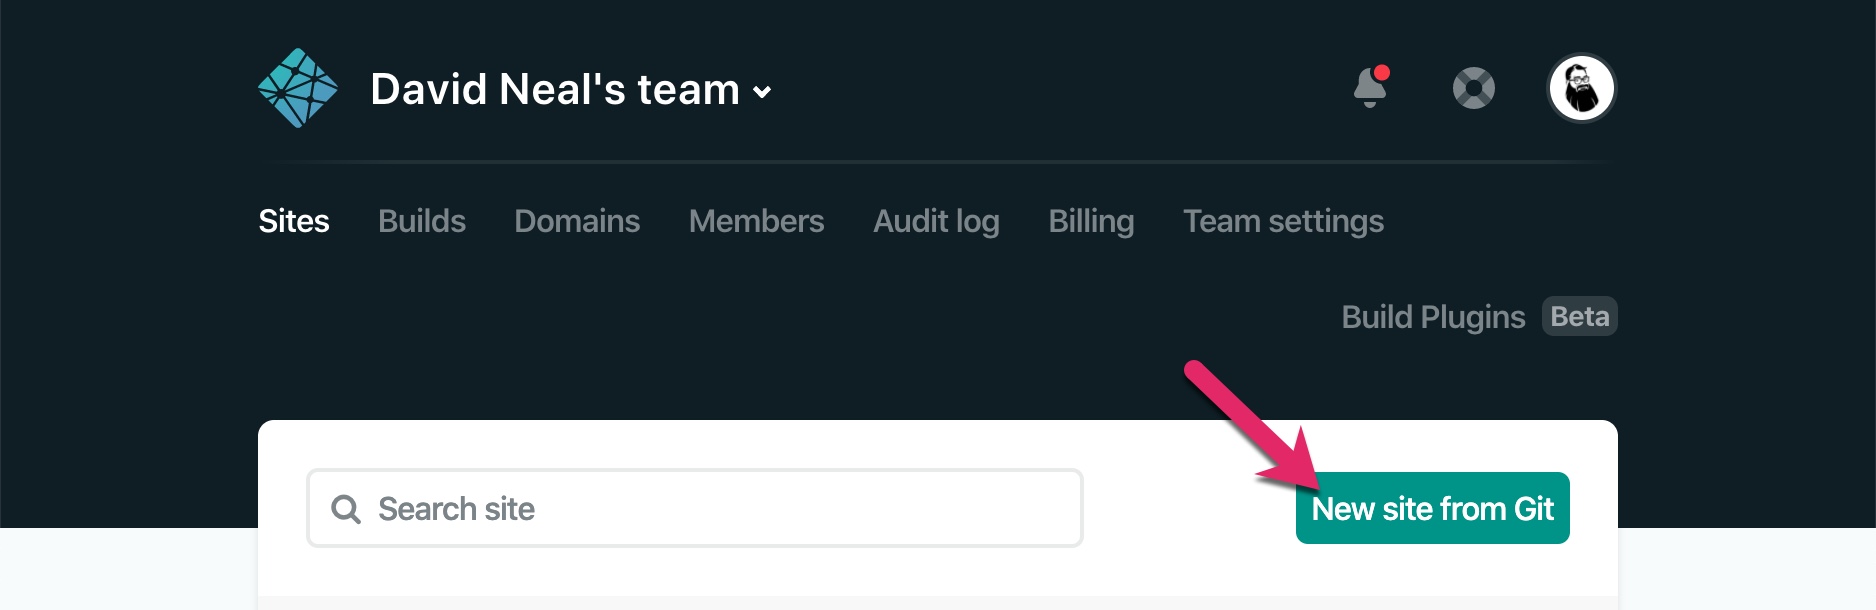 David Neal's team
Sites Builds Domains Members Audit log Billing Team settings
Build Plugins Beta
Search site
New site from Git